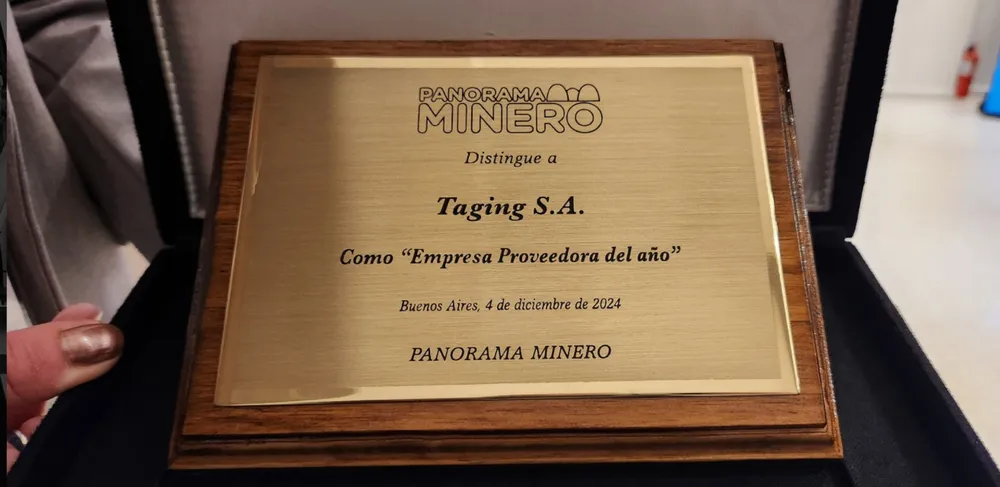 PANORAMA
MINERO
Distingue a
Taging S.A.
Como “Empresa Proveedora del año”
Buenos Aires, 4 de diciembre de 2024
PANORAMA MINERO